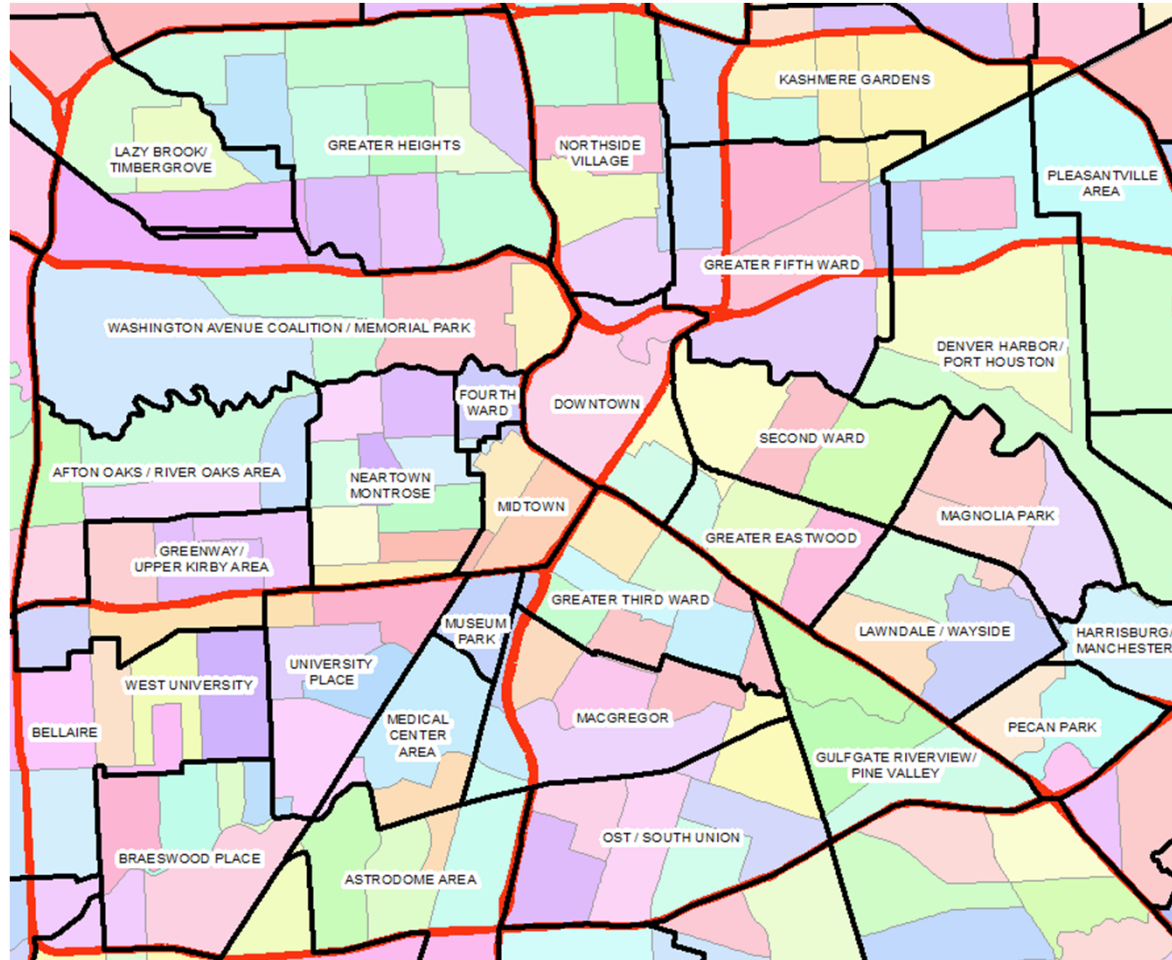 KASHMERE GARDENS
LAZY BROOK/
TIMBERGROVE
GREATER HEIGHTS
NORTHSIDE
VILLAGE
PLEASANTVILLE
AREA
GREATER FIFTH WARD
WASHINGTON AVENUE COALITION / MEMORIAL PARK
DENVER HARBOR/
PORT HOUSTON
FOURTH
WARD
DOWNTOWN
SECOND WARD
AFTON OAKS / RIVER OAKS AREA
NEARTOWN
MONTROSE
MIDTOWN
MAGNOLIA PARK
GREATER EASTWOOD
GREENWAY/
UPPER KIRBY AREA
GREATER THIRD WARD
MUSEUM
PARK
LAWNDALE / WAYSIDE
HARRISBURG/
MANCHESTER
UNIVERSITY
PLACE
WEST UNIVERSITY
BELLAIRE
MEDICAL
CENTER
AREA
MACGREGOR
PECAN PARK
GULFGATE RIVERVIEW/
PINE VALLEY
OST / SOUTH UNION
BRAESWOOD PLACE
ASTRODOME AREA